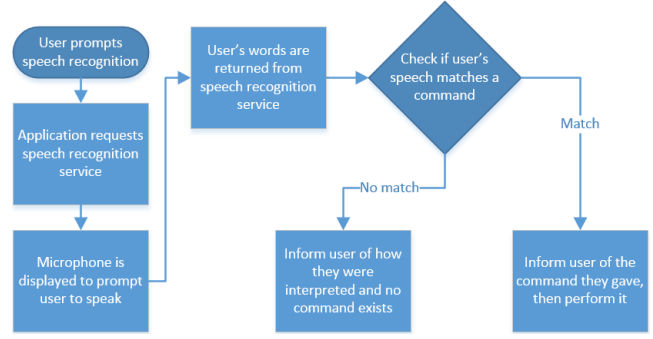 User prompts
speech recognition
Application requests
speech recognition
service
Microphone is
displayed to prompt
user to speak
User's words are
returned from
speech recognition
service
Check if user's
speech matches a
command
No match
Match
Inform user of how
they were
interpreted and no
command exists
Inform user of the
command they gave,
then perform it